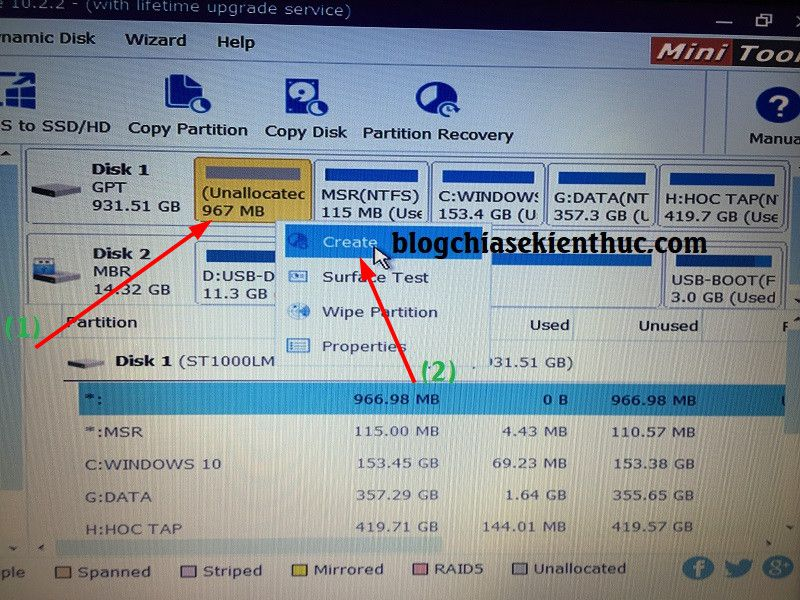 10.2.2 - (with lifetime upgrade service)
Dynamic Disk Wizard Help
Mini Tool
S to SSD/HD Copy Partition Copy Disk Partition Recovery Manua
Disk 1
GPT
931.51 GB
(Unallocated
967 MB
MSR(NTFS)
115 MB (Use
C:WINDOWS
153.4 GB (U
G:DATA(NT
357.3 GB (L
H:HOC TAP(N
419.7 GB (Use
Create
blogchiasekienthuc.com
Surface Test
Wipe Partition
Properties
(1)
(2)
Disk 2
MBR
14.32 GB
D:USB-D
11.3 GB
USB-BOOT(F
3.0 GB (Used
Partition Used Unused F
Disk 1 (ST1000LM 931.51 GB)
*: 966.98 MB 0 B 966.98 MB
*:MSR 115.00 MB 4.43 MB 110.57 MB
C:WINDOWS 10 153.45 GB 69.23 MB 153.38 GB
G:DATA 357.29 GB 1.64 GB 355.65 GB
H:HOC TAP 419.71 GB 144.01 MB 419.57 GB
ple Spanned Striped Mirrored RAID5 Unallocated